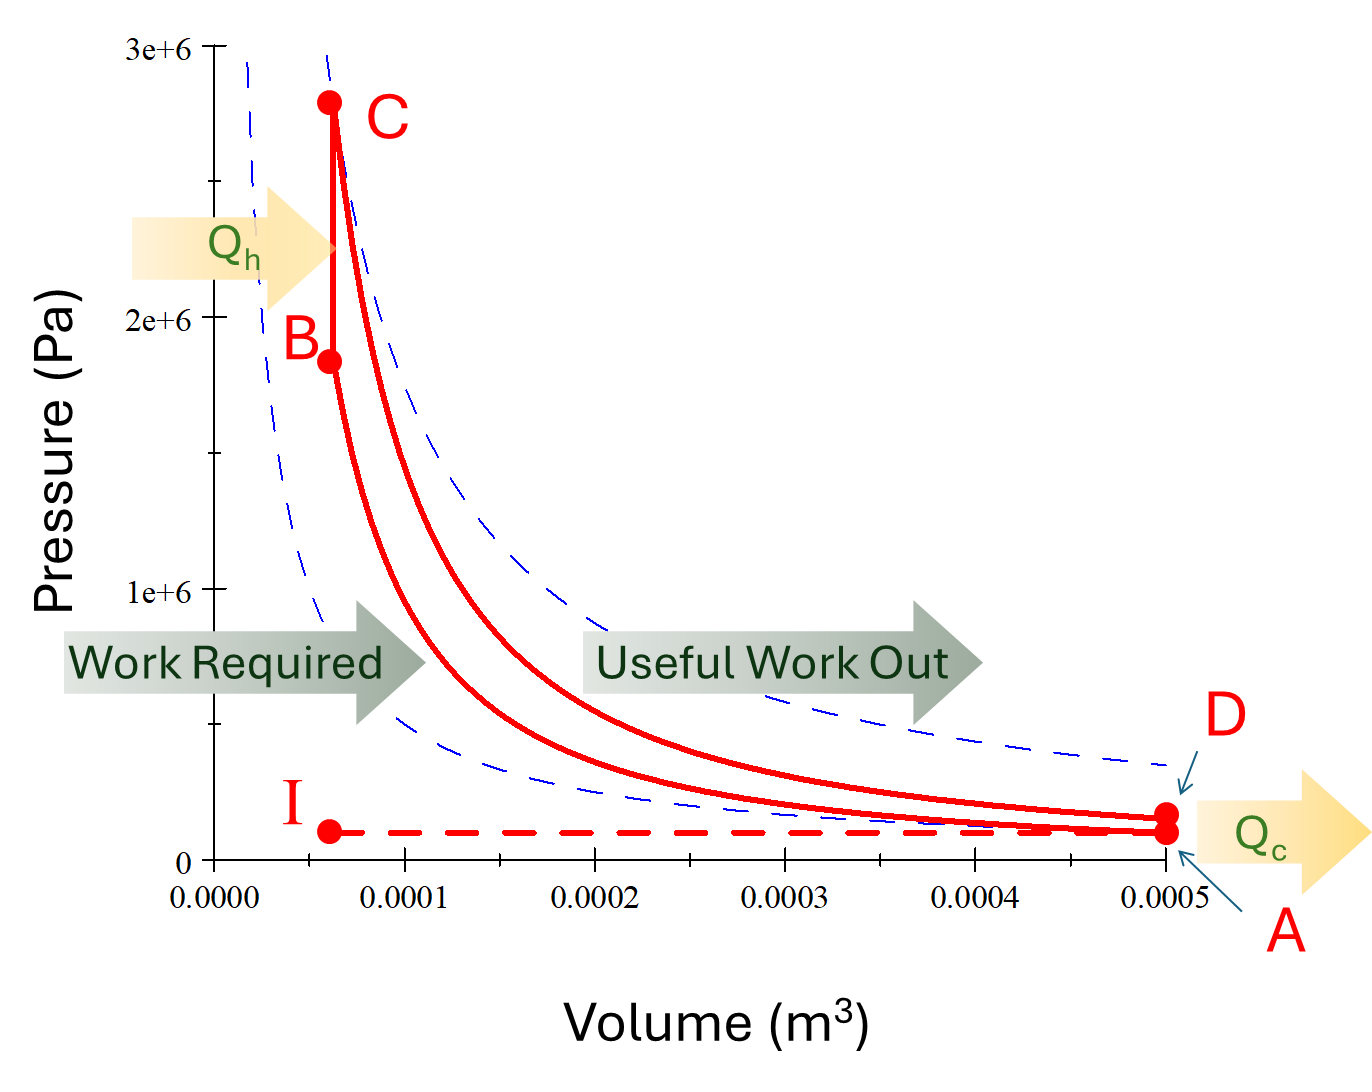 3e+6
C
Q_h
2e+6
B
Pressure (Pa)
1e+6
Work Required
Useful Work Out
D
I
Q_c
0
0.0000
0.0001
0.0002
0.0003
0.0004
0.0005
A
Volume (m³)